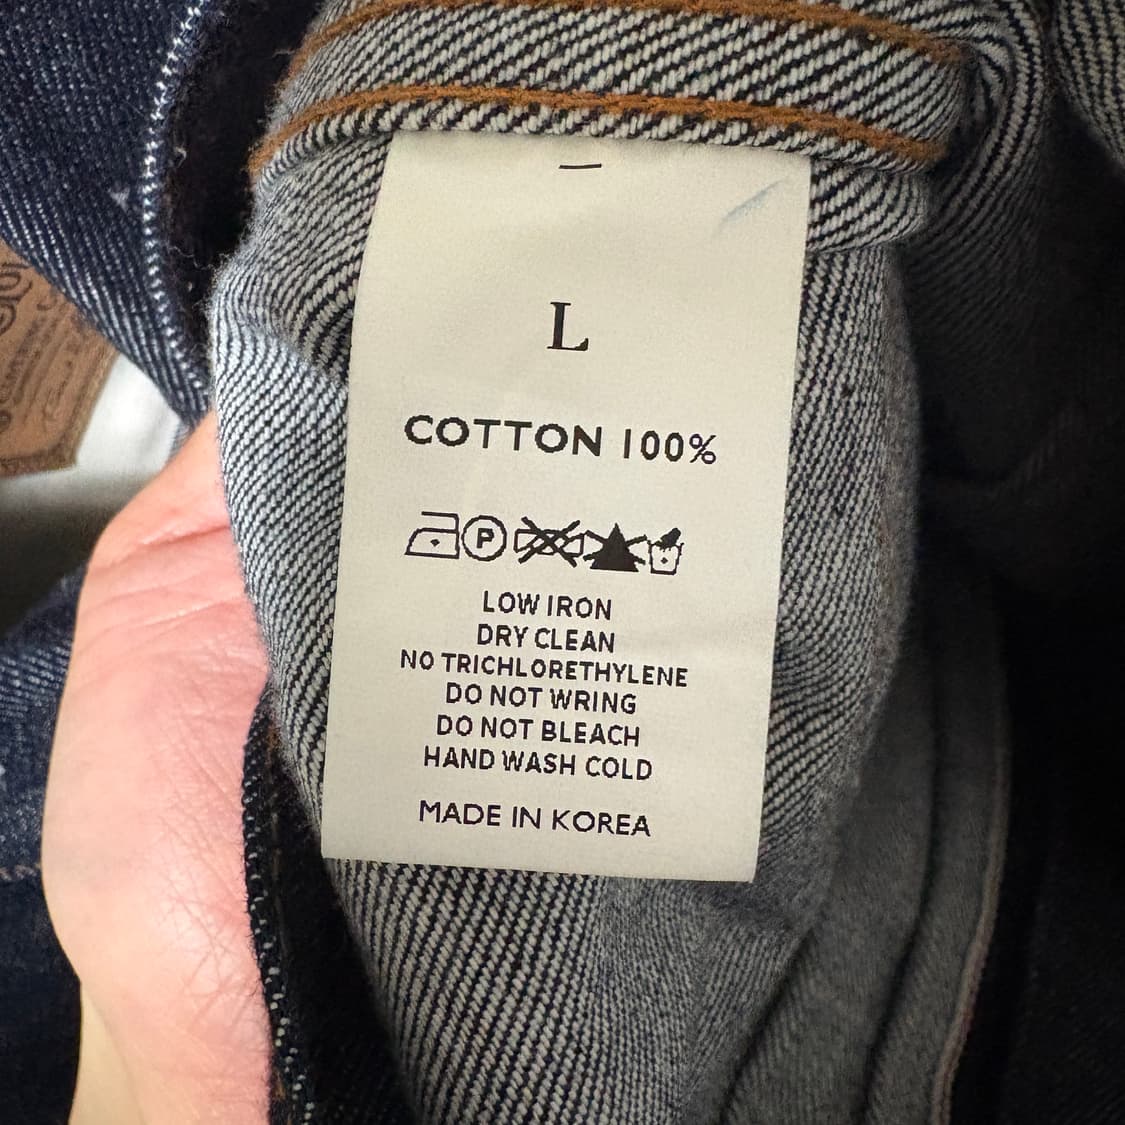 L
COTTON 100%
P
LOW IRON
DRY CLEAN
NO TRICHLORETHYLENE
DO NOT WRING
DO NOT BLEACH
HAND WASH COLD
MADE IN KOREA